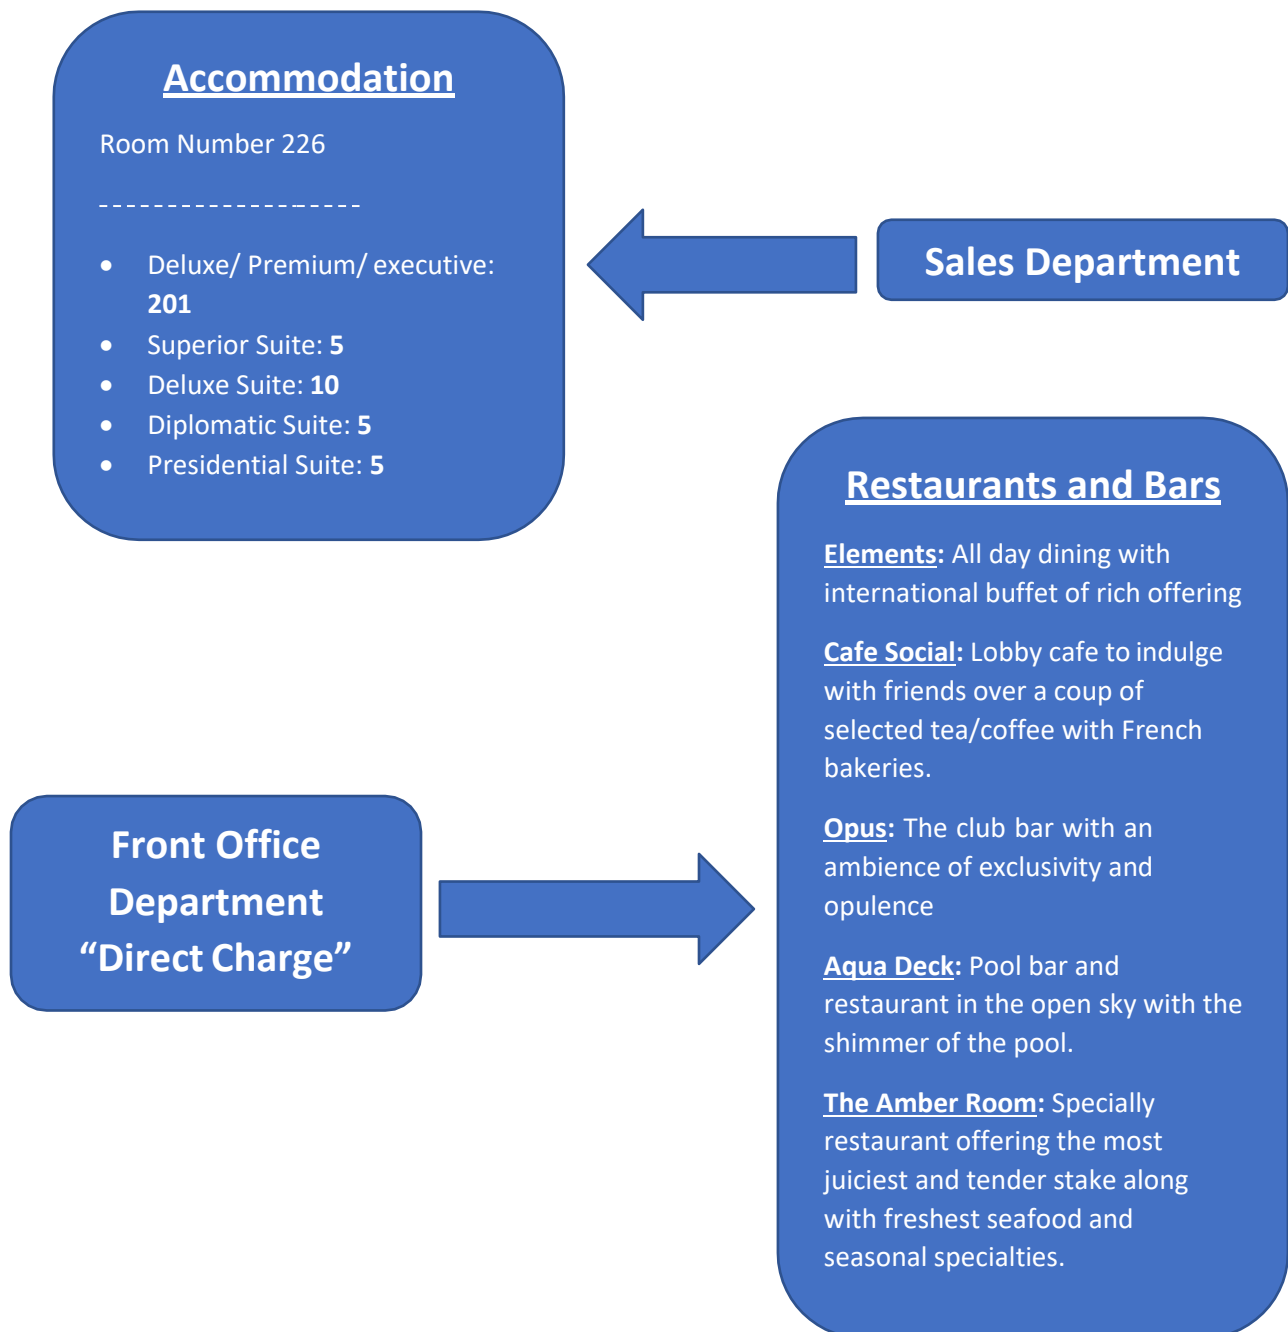 Accommodation
Room Number 226
--------------------
• Deluxe/ Premium/ executive:
201
• Superior Suite: 5
• Deluxe Suite: 10
• Diplomatic Suite: 5
• Presidential Suite: 5
Sales Department
Restaurants and Bars
Elements: All day dining with
international buffet of rich offering
Cafe Social: Lobby cafe to indulge
with friends over a coup of
selected tea/coffee with French
bakeries.
Opus: The club bar with an
ambience of exclusivity and
opulence
Aqua Deck: Pool bar and
restaurant in the open sky with the
shimmer of the pool.
The Amber Room: Specially
restaurant offering the most
juiciest and tender stake along
with freshest seafood and
seasonal specialties.
Front Office
Department
“Direct Charge”